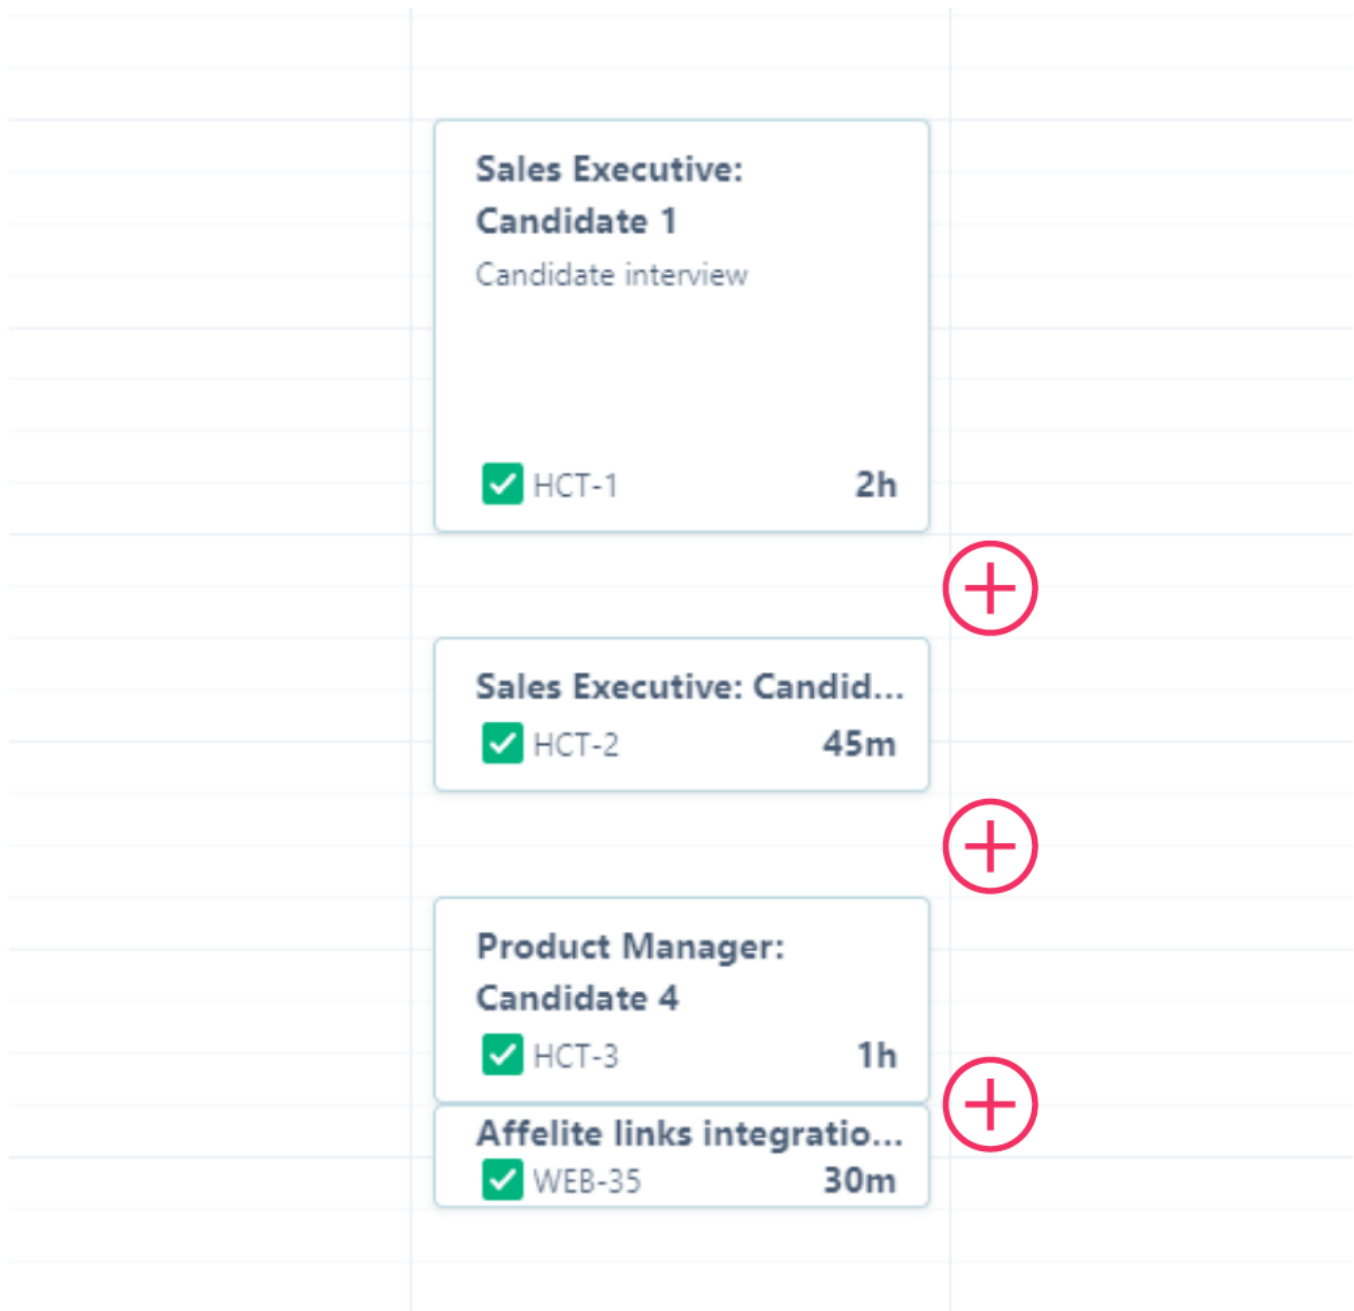 Sales Executive:
Candidate 1
Candidate interview
HCT-1 2h
Sales Executive: Candid...
HCT-2 45m
Product Manager:
Candidate 4
HCT-3 1h
Affelite links integratio...
WEB-35 30m